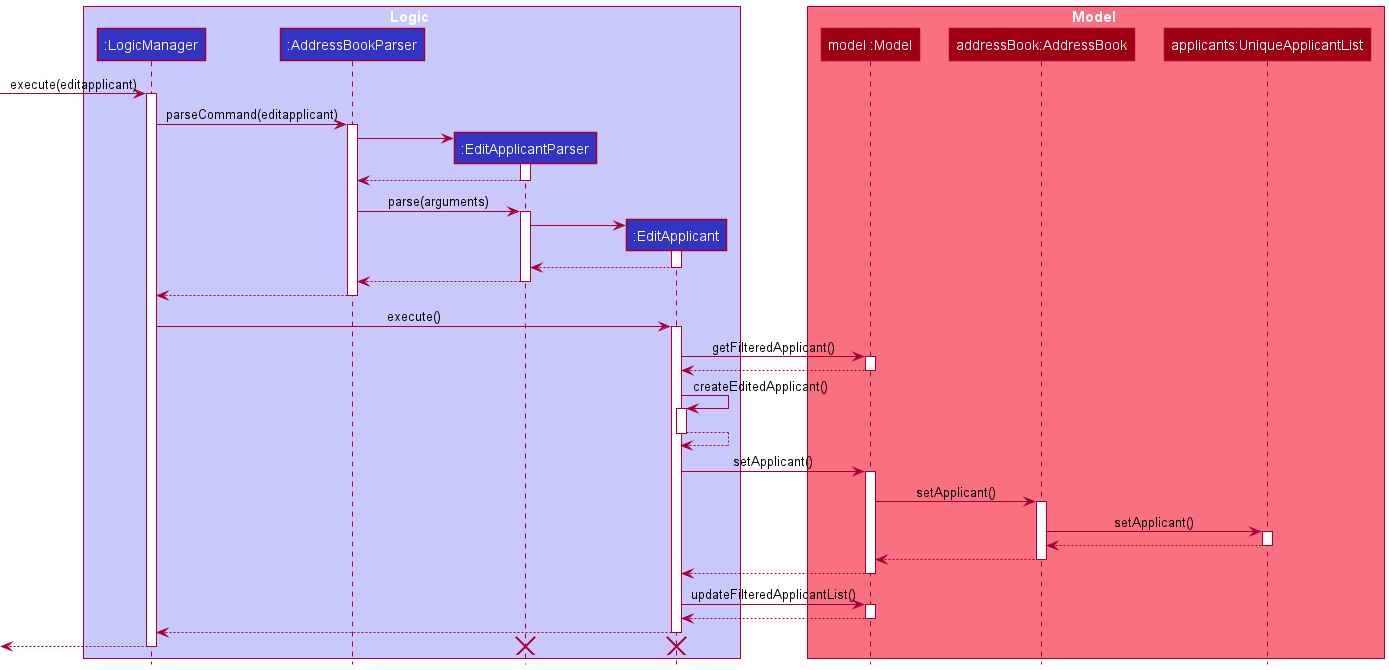 Logic
Model
:LogicManager
:AddressBookParser
model :Model
addressBook:AddressBook
applicants:UniqueApplicantList
execute(editapplicant)
parseCommand(editapplicant)
:EditApplicantParser
parse(arguments)
:EditApplicant
execute()
getFilteredApplicant()
createEditedApplicant()
setApplicant()
setApplicant()
setApplicant()
updateFilteredApplicantList()